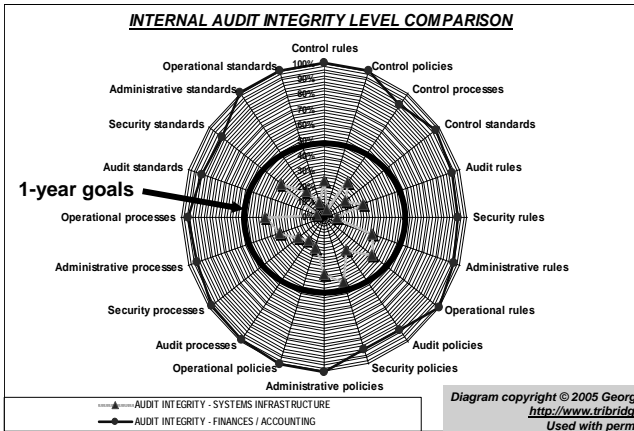 INTERNAL AUDIT INTEGRITY LEVEL COMPARISON
Control rules
Operational standards
Control policies
Administrative standards
Control processes
Security standards
Control standards
Audit standards
Audit rules
1-year goals
Operational processes
Security rules
Administrative processes
Administrative rules
Security processes
Operational rules
Audit processes
Audit policies
Operational policies
Security policies
Administrative policies
100%
90%
80%
70%
60%
50%
40%
30%
AUDIT INTEGRITY - SYSTEMS INFRASTRUCTURE
AUDIT INTEGRITY - FINANCES / ACCOUNTING
Diagram copyright © 2005 Georg
http://www.tribridg
Used with perm